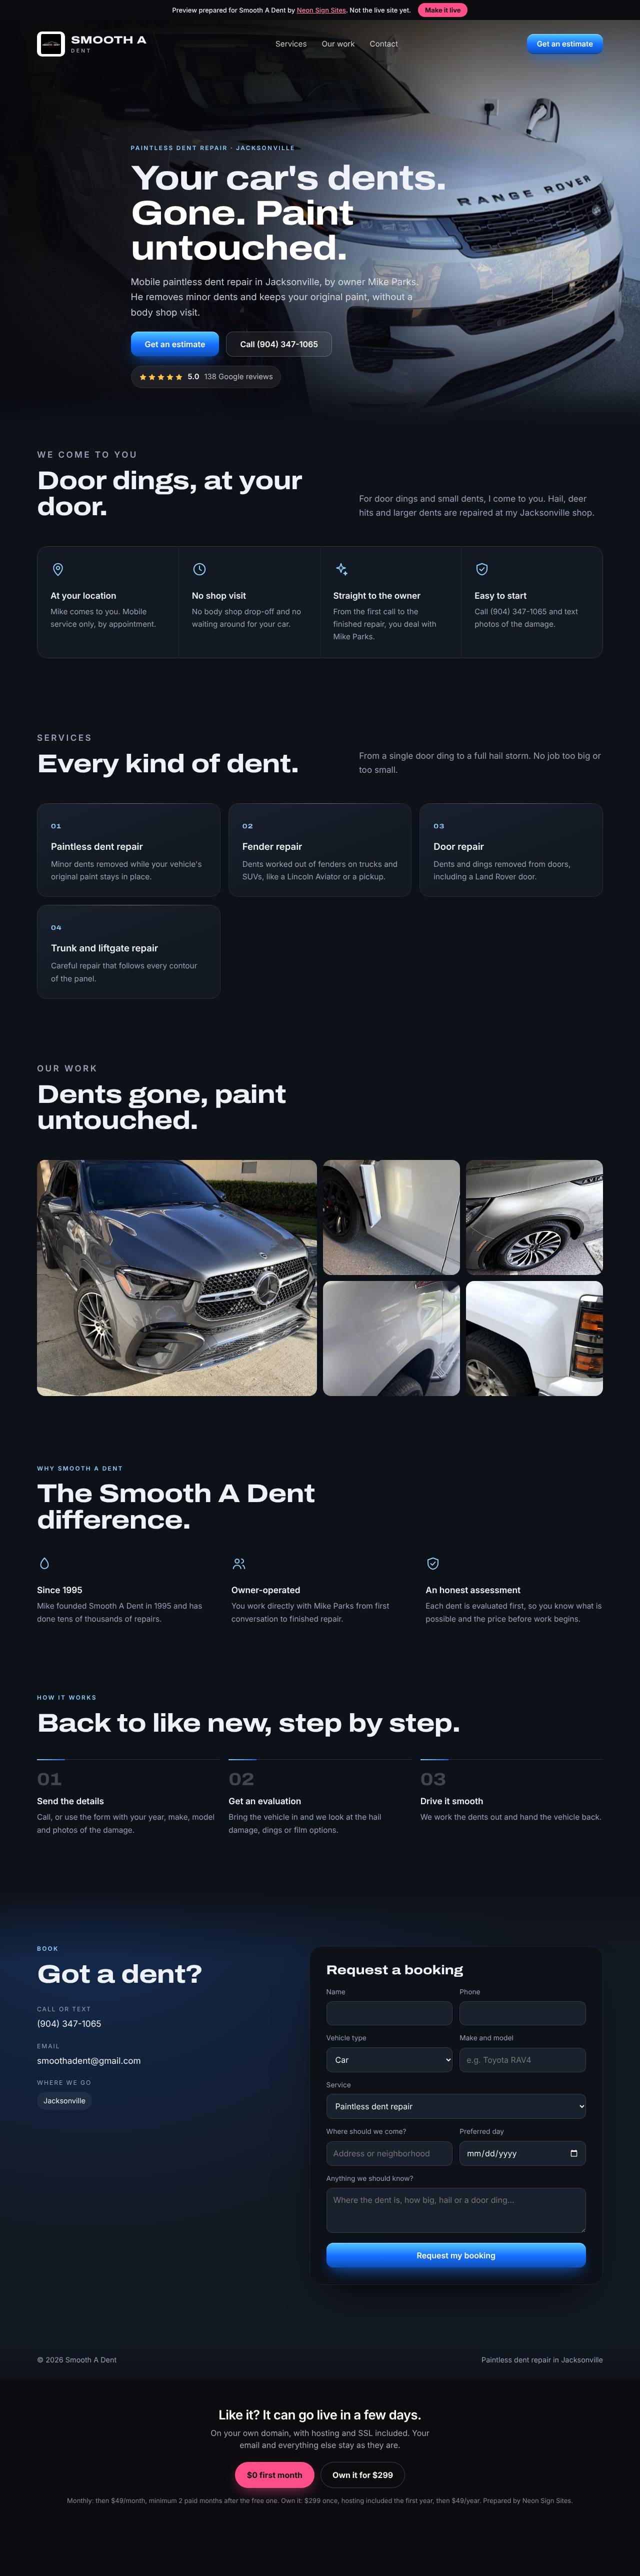 Preview prepared for Smooth A Dent by Neon Sign Sites. Not the live site yet. Make it live
SMOOTH A
DENT
Services Our work Contact
Get an estimate
PAINTLESS DENT REPAIR · JACKSONVILLE
Your car's dents.
Gone. Paint
untouched.
RANGE ROVER
Mobile paintless dent repair in Jacksonville, by owner Mike Parks.
He removes minor dents and keeps your original paint, without a
body shop visit.
Get an estimate Call (904) 347-1065
★★★★★ 5.0 138 Google reviews
WE COME TO YOU
Door dings, at your
door.
For door dings and small dents, I come to you. Hail, deer
hits and larger dents are repaired at my Jacksonville shop.
At your location
Mike comes to you. Mobile
service only, by appointment.
No shop visit
No body shop drop-off and no
waiting around for your car.
Straight to the owner
From the first call to the
finished repair, you deal with
Mike Parks.
Easy to start
Call (904) 347-1065 and text
photos of the damage.
SERVICES
Every kind of dent.
From a single door ding to a full hail storm. No job too big or
too small.
01
Paintless dent repair
Minor dents removed while your vehicle's
original paint stays in place.
02
Fender repair
Dents worked out of fenders on trucks and
SUVs, like a Lincoln Aviator or a pickup.
03
Door repair
Dents and dings removed from doors,
including a Land Rover door.
04
Trunk and liftgate repair
Careful repair that follows every contour
of the panel.
OUR WORK
Dents gone, paint
untouched.
WHY SMOOTH A DENT
The Smooth A Dent
difference.
Since 1995
Mike founded Smooth A Dent in 1995 and has
done tens of thousands of repairs.
Owner-operated
You work directly with Mike Parks from first
conversation to finished repair.
An honest assessment
Each dent is evaluated first, so you know what is
possible and the price before work begins.
HOW IT WORKS
Back to like new, step by step.
01
Send the details
Call, or use the form with your year, make, model
and photos of the damage.
02
Get an evaluation
Bring the vehicle in and we look at the hail
damage, dings or film options.
03
Drive it smooth
We work the dents out and hand the vehicle back.
BOOK
Got a dent?
CALL OR TEXT
(904) 347-1065
EMAIL
smoothadent@gmail.com
WHERE WE GO
Jacksonville
Request a booking
Name Phone
Vehicle type Make and model
Car e.g. Toyota RAV4
Service
Paintless dent repair
Where should we come? Preferred day
Address or neighborhood mm/dd/yyyy
Anything we should know?
Where the dent is, how big, hail or a door ding...
Request my booking
© 2026 Smooth A Dent Paintless dent repair in Jacksonville
Like it? It can go live in a few days.
On your own domain, with hosting and SSL included. Your
email and everything else stay as they are.
$0 first month Own it for $299
Monthly: then $49/month, minimum 2 paid months after the free one. Own it: $299 once, hosting included the first year, then $49/year. Prepared by Neon Sign Sites.